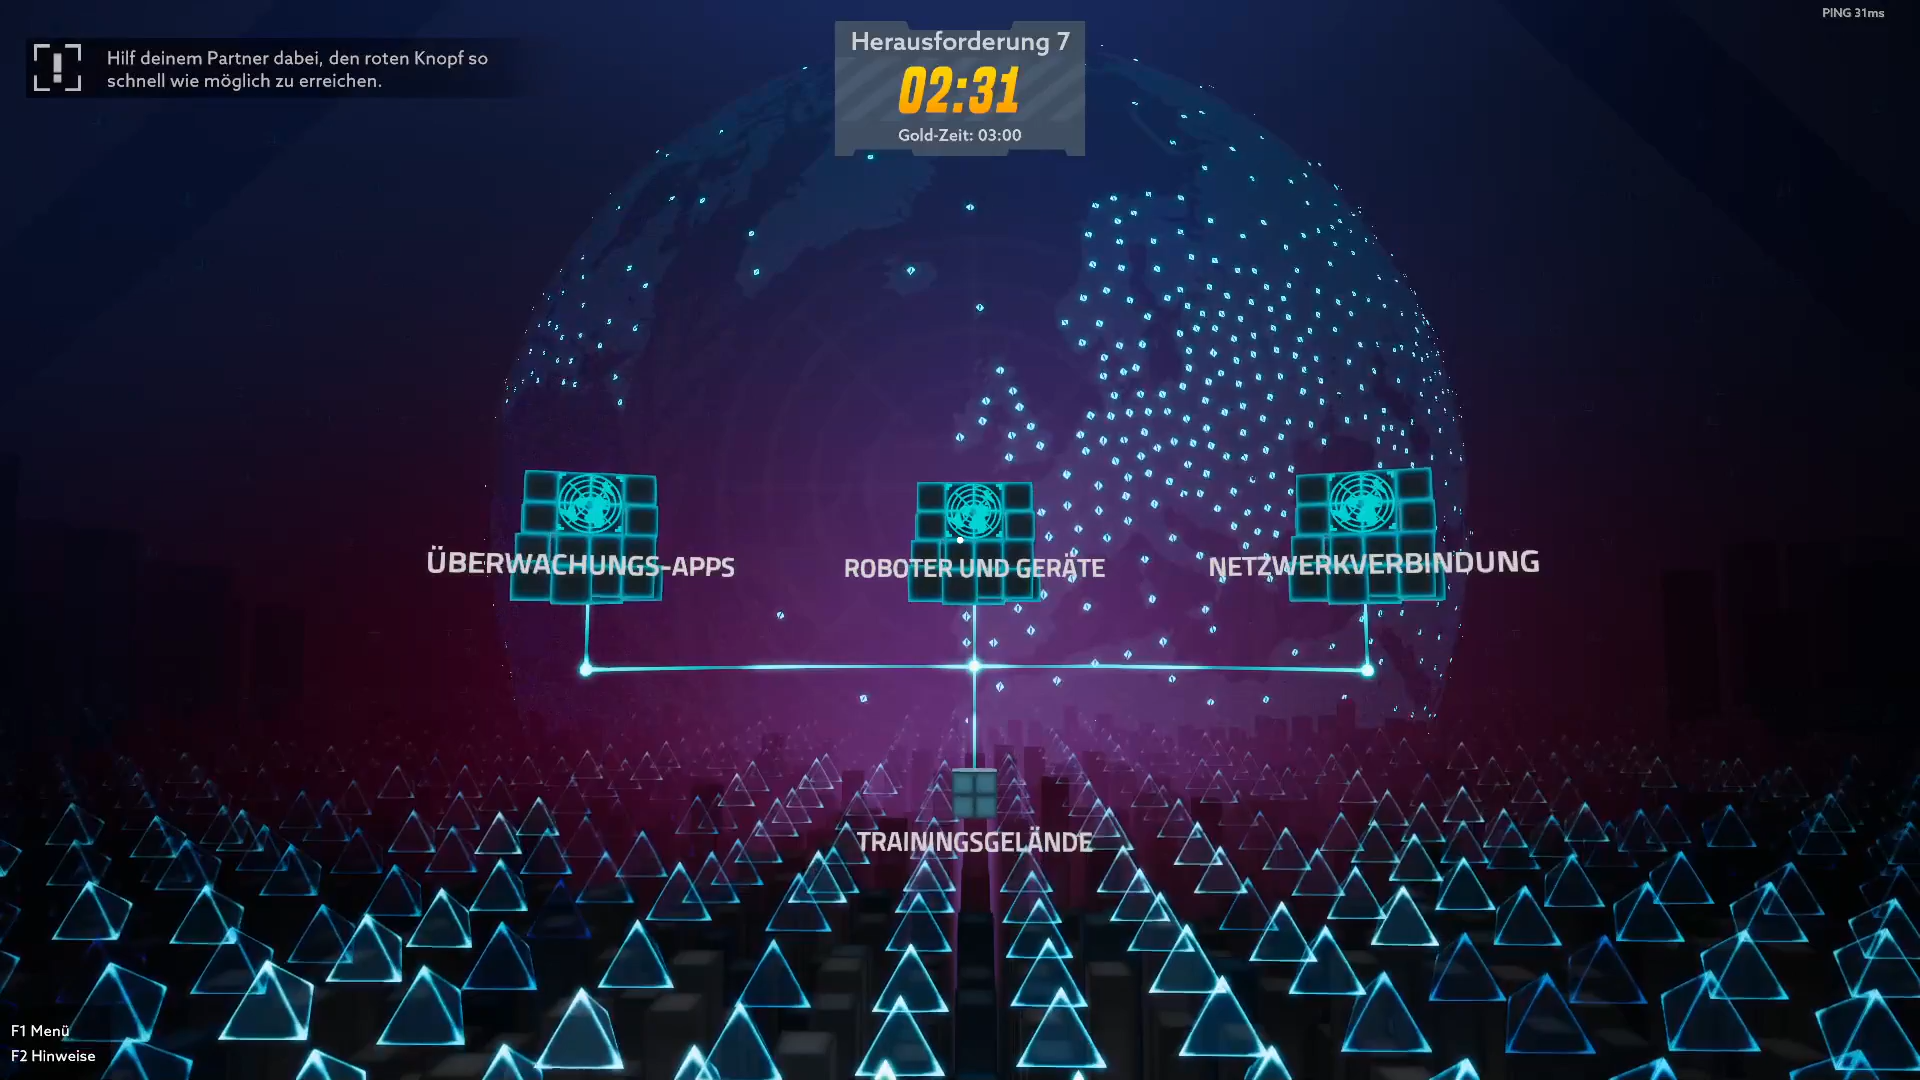 PING 31ms
Hilf deinem Partner dabei, den roten Knopf so
schnell wie möglich zu erreichen.
Herausforderung 7
02:31
Gold-Zeit: 03:00
ÜBERWACHUNGS-APPS
ROBOTER UND GERÄTE
NETZWERKVERBINDUNG
TRAININGSGELÄNDE
F1 Menü
F2 Hinweise